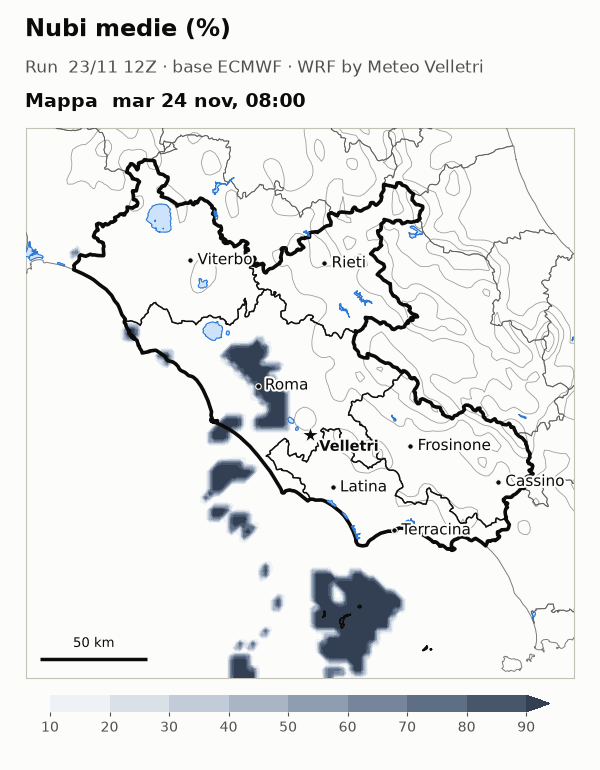 Nubi medie (%)
Run  23/11 12Z · base ECMWF · WRF by Meteo Velletri
Mappa  mar 24 nov, 08:00
Viterbo
Rieti
Roma
Velletri
Frosinone
Latina
Cassino
Terracina
50 km
10 20 30 40 50 60 70 80 90